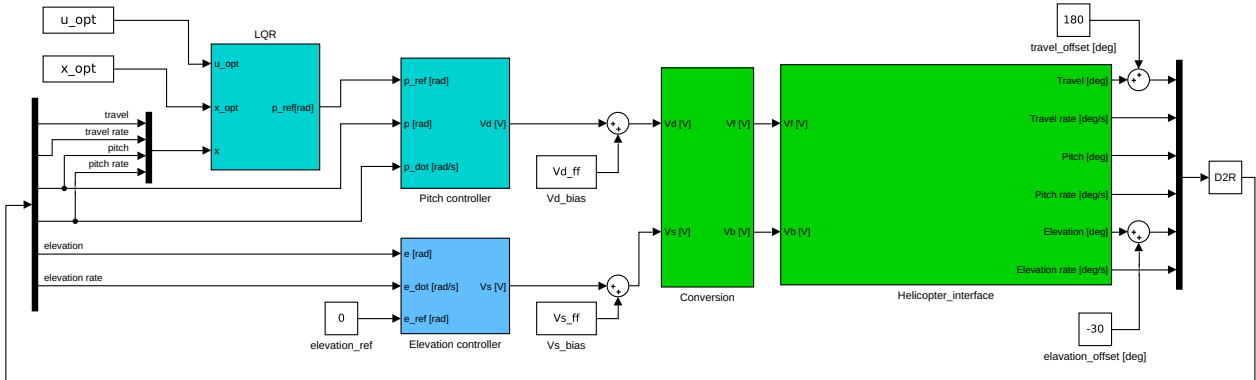 u_opt
x_opt
LQR
u_opt
x_opt
x
p_ref[rad]
travel
travel rate
pitch
pitch rate
elevation
elevation rate
p_ref [rad]
p [rad]
p_dot [rad/s]
Vd [V]
Pitch controller
e [rad]
e_dot [rad/s]
e_ref [rad]
Vs [V]
Elevation controller
0
elevation_ref
Vd_ff
Vd_bias
Vs_ff
Vs_bias
Vd [V]
Vs [V]
Vf [V]
Vb [V]
Conversion
Vf [V]
Vb [V]
Travel [deg]
Travel rate [deg/s]
Pitch [deg]
Pitch rate [deg/s]
Elevation [deg]
Elevation rate [deg/s]
Helicopter_interface
180
travel_offset [deg]
-30
elavation_offset [deg]
D2R